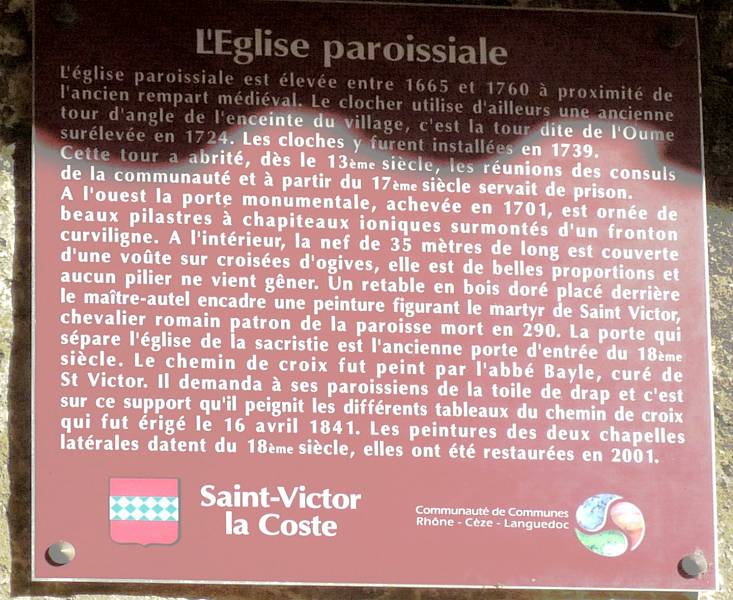 L'Eglise paroissiale
L'église paroissiale est élevée entre 1665 et 1760 à proximité de
l'ancien rempart médiéval. Le clocher utilise d'ailleurs une ancienne
tour d'angle de l'enceinte du village, c'est la tour dite de l'Oume
surélevée en 1724. Les cloches y furent installées en 1739.
Cette tour a abrité, dès le 13ème siècle, les réunions des consuls
de la communauté et à partir du 17ème siècle servait de prison.
A l'ouest la porte monumentale, achevée en 1701, est ornée de
beaux pilastres à chapiteaux ioniques surmontés d'un fronton
curviligne. A l'intérieur, la nef de 35 mètres de long est couverte
d'une voûte sur croisées d'ogives, elle est de belles proportions et
aucun pilier ne vient gêner. Un retable en bois doré placé derrière
le maître-autel encadre une peinture figurant le martyr de Saint Victor,
chevalier romain patron de la paroisse mort en 290. La porte qui
sépare l'église de la sacristie est l'ancienne porte d'entrée du 18ème
siècle. Le chemin de croix fut peint par l'abbé Bayle, curé de
St Victor. Il demanda à ses paroissiens de la toile de drap et c'est
sur ce support qu'il peignit les différents tableaux du chemin de croix
qui fut érigé le 16 avril 1841. Les peintures des deux chapelles
latérales datent du 18ème siècle, elles ont été restaurées en 2001.
Saint-Victor
la Coste
Communauté de Communes
Rhône - Cèze - Languedoc